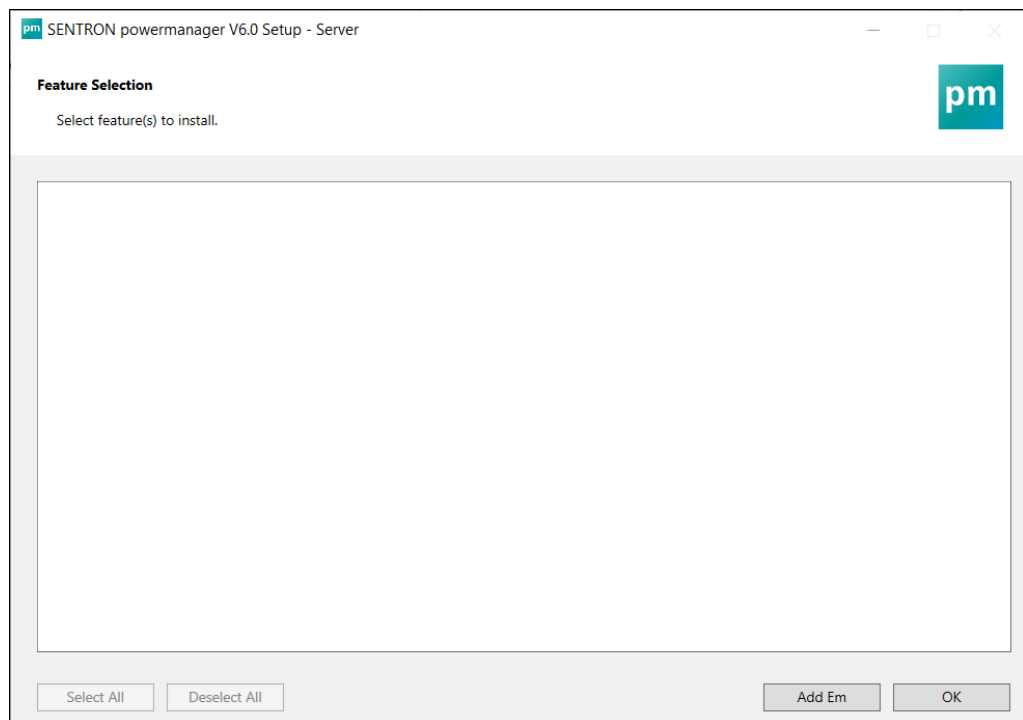 pm SENTRON powermanager V6.0 Setup - Server
Feature Selection
Select feature(s) to install.
pm
Select All
Deselect All
Add Em
OK